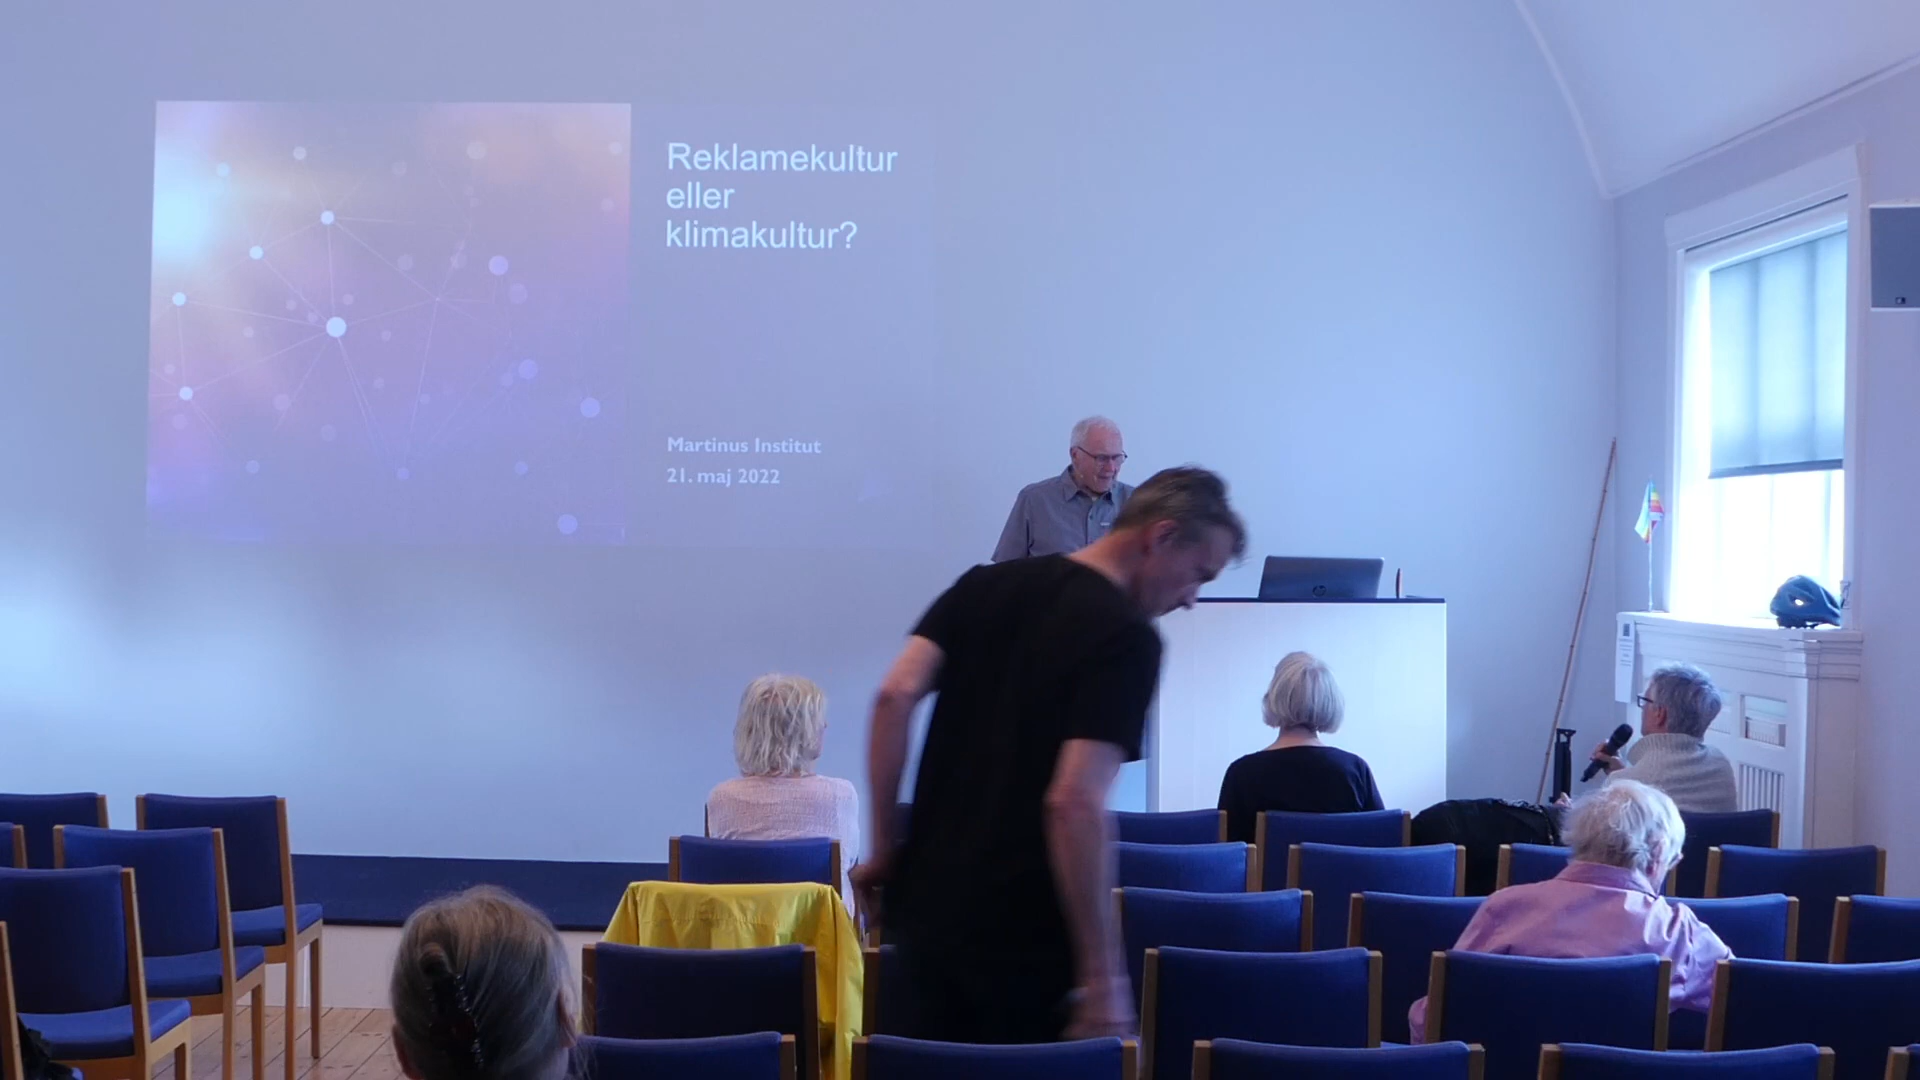 Reklamekultur
eller
klimakultur?
Martinus Institut
21. maj 2022